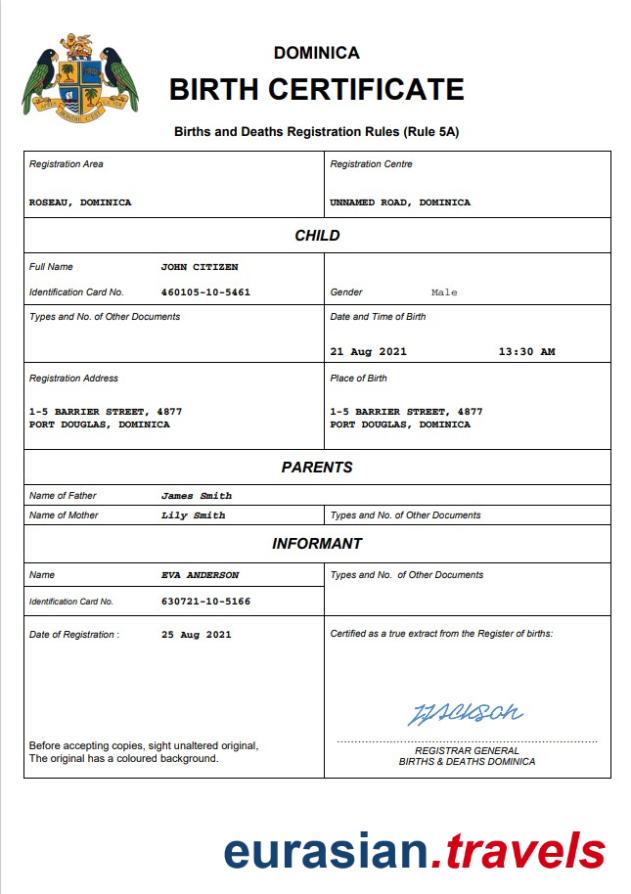 DOMINICA
BIRTH CERTIFICATE
Births and Deaths Registration Rules (Rule 5A)
Registration Area
Registration Centre
ROSEAU, DOMINICA
UNNAMED ROAD, DOMINICA
CHILD
Full Name JOHN CITIZEN
Identification Card No. 460105-10-5461
Gender Male
Types and No. of Other Documents
Date and Time of Birth
21 Aug 2021 13:30 AM
Registration Address
1-5 BARRIER STREET, 4877
PORT DOUGLAS, DOMINICA
Place of Birth
1-5 BARRIER STREET, 4877
PORT DOUGLAS, DOMINICA
PARENTS
Name of Father James Smith
Name of Mother Lily Smith
Types and No. of Other Documents
INFORMANT
Name EVA ANDERSON
Types and No. of Other Documents
Identification Card No. 630721-10-5166
Date of Registration : 25 Aug 2021
Certified as a true extract from the Register of births:
Before accepting copies, sight unaltered original,
The original has a coloured background.
REGISTRAR GENERAL
BIRTHS & DEATHS DOMINICA
eurasian.travels